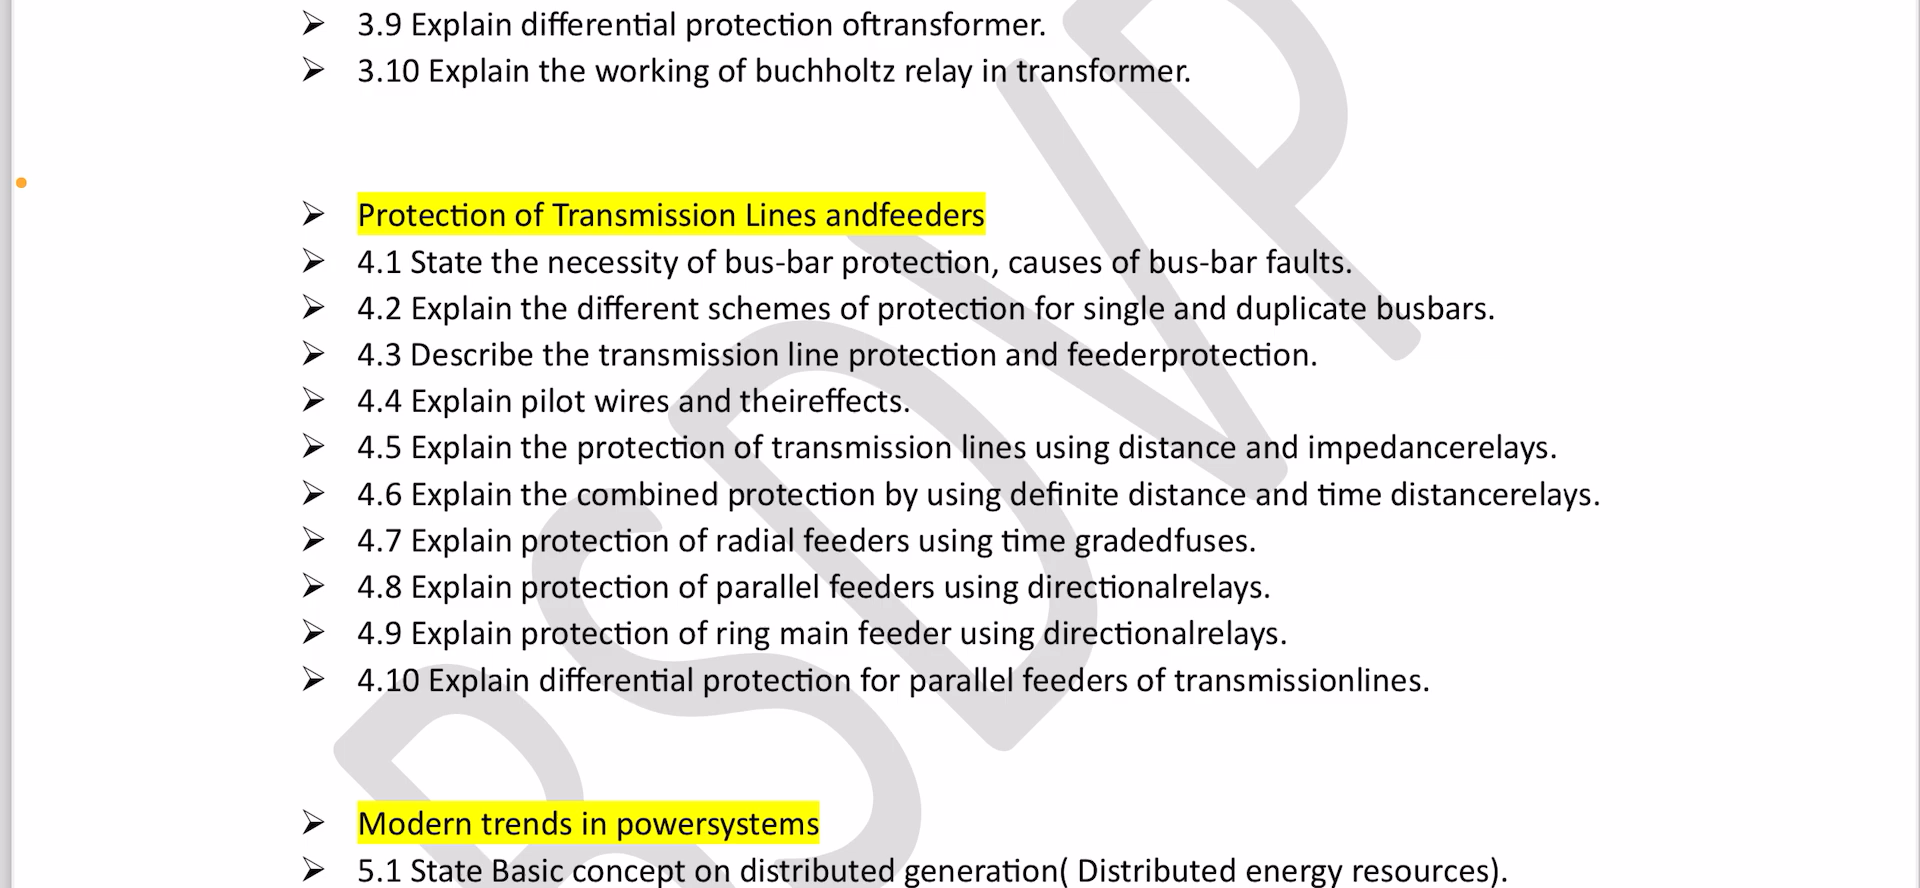 ➢ 3.9 Explain differential protection oftransformer.
➢ 3.10 Explain the working of buchholtz relay in transformer.
➢ Protection of Transmission Lines andfeeders
➢ 4.1 State the necessity of bus-bar protection, causes of bus-bar faults.
➢ 4.2 Explain the different schemes of protection for single and duplicate busbars.
➢ 4.3 Describe the transmission line protection and feederprotection.
➢ 4.4 Explain pilot wires and theireffects.
➢ 4.5 Explain the protection of transmission lines using distance and impedancerelays.
➢ 4.6 Explain the combined protection by using definite distance and time distancerelays.
➢ 4.7 Explain protection of radial feeders using time gradedfuses.
➢ 4.8 Explain protection of parallel feeders using directionalrelays.
➢ 4.9 Explain protection of ring main feeder using directionalrelays.
➢ 4.10 Explain differential protection for parallel feeders of transmissionlines.
➢ Modern trends in powersystems
➢ 5.1 State Basic concept on distributed generation( Distributed energy resources).
BSDVP